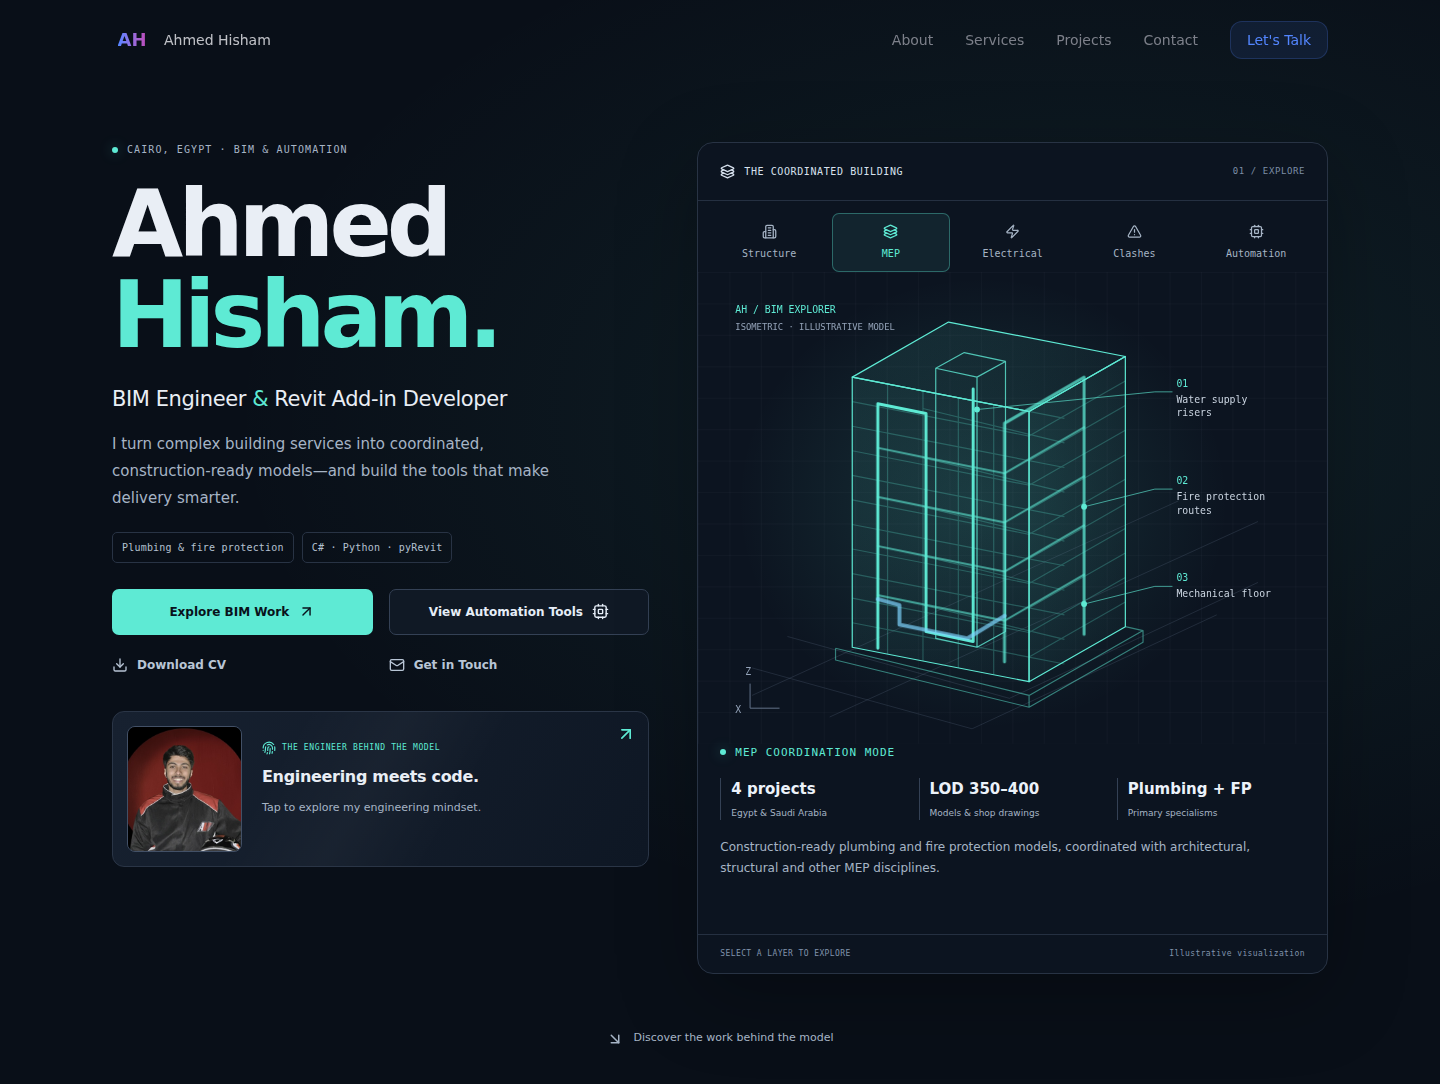 AH Ahmed Hisham
About Services Projects Contact Let's Talk
CAIRO, EGYPT · BIM & AUTOMATION
Ahmed
Hisham.
BIM Engineer & Revit Add-in Developer
I turn complex building services into coordinated,
construction-ready models—and build the tools that make
delivery smarter.
Plumbing & fire protection
C# · Python · pyRevit
Explore BIM Work
View Automation Tools
Download CV
Get in Touch
THE ENGINEER BEHIND THE MODEL
Engineering meets code.
Tap to explore my engineering mindset.
THE COORDINATED BUILDING
01 / EXPLORE
Structure
MEP
Electrical
Clashes
Automation
AH / BIM EXPLORER
ISOMETRIC · ILLUSTRATIVE MODEL
01
Water supply
risers
02
Fire protection
routes
03
Mechanical floor
Z
X
MEP COORDINATION MODE
4 projects
Egypt & Saudi Arabia
LOD 350–400
Models & shop drawings
Plumbing + FP
Primary specialisms
Construction-ready plumbing and fire protection models, coordinated with architectural,
structural and other MEP disciplines.
SELECT A LAYER TO EXPLORE
Illustrative visualization
Discover the work behind the model